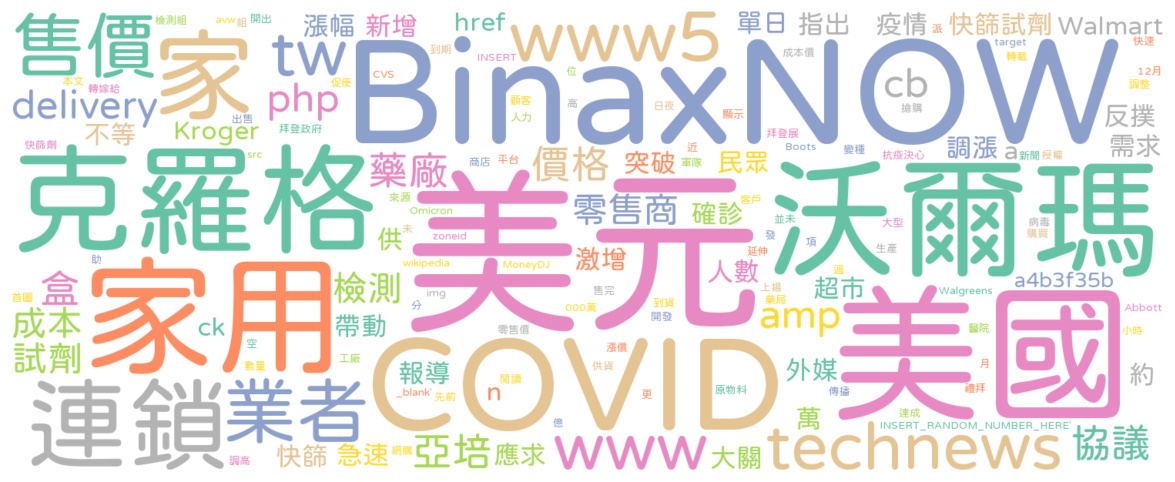 售價 家 tw 漲幅 新增 href www5 單日 指出 疫情 快篩試劑 Walmart
檢測組 avw 組 開出 到期 INSERT 派 target 轉載 快速
本文 轉嫁給 促使 CVS 位 成本價 12月 調整
delivery php BinaxNOW cb 搶購 反撲
出售 顧客 人力 高 日夜 顯示
不等 Kroger 拜登政府 拜登展 需求
快篩劑 src 藥廠 商店 平台 價格 突破 近 軍隊 民眾 Boots 變種 調漲 抗疫決心 a 新聞 授權
克羅格 美元 沃爾瑪
來源 零售商 確診 客戶 並未 大型 病毒 購買
Omicron 未 供 zoneid 發 項 生產
助 家用 wikipedia MoneyDJ 激增 人數 延伸 週
盒 檢測 img 售完 000萬 到貨 上揚 藥局 超市 Walgreens a4b3f35b
首圖 成本 ck 帶動 分 零售價 開發 amp 醫院 美國 Abbott
試劑 空 數量 工廠 漲價 小時
COVID 供貨 外媒 月
連鎖 業者 報導 閒頭 原物料 傳播 禮拜 約
_blank' 先前 n 更 達成
億 萬 INSERT_RANDOM_NUMBER_HERE'
調高 快篩 急速 網購 亞培 應求 www 大關 technews 協議